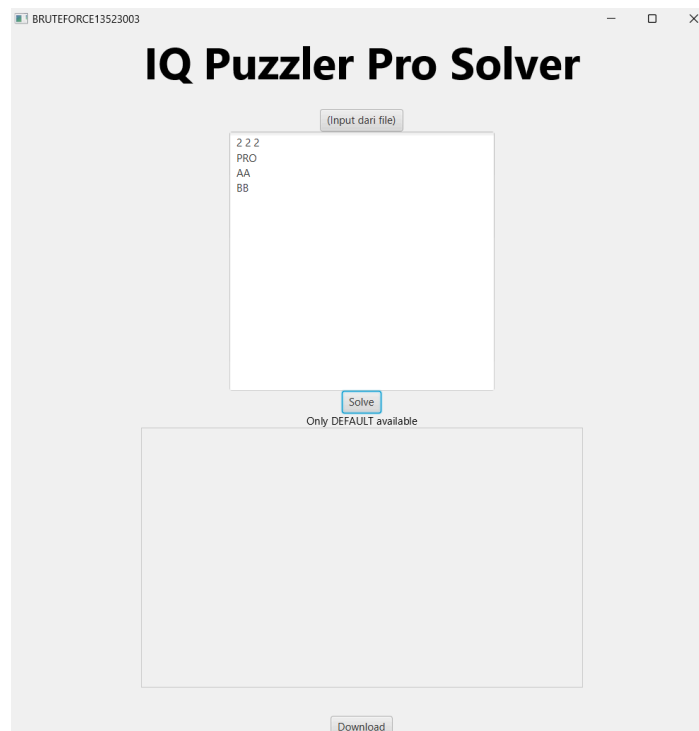 BRUTEFORCE13523003
IQ Puzzler Pro Solver
(Input dari file)
2 2 2
PRO
AA
BB
Solve
Only DEFAULT available
Download